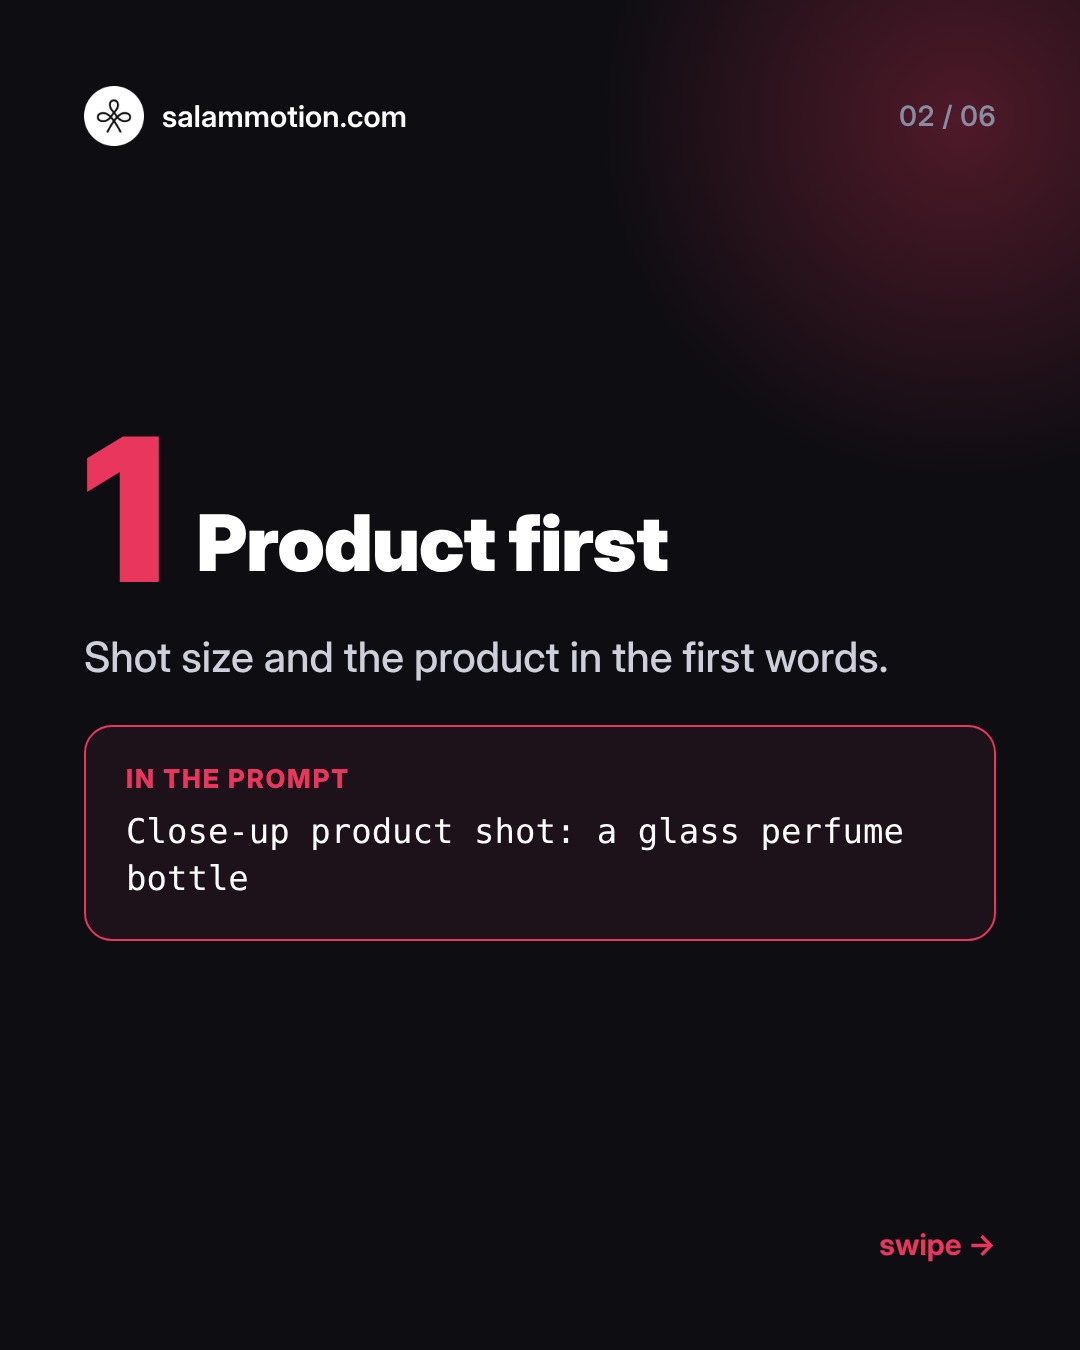 salammotion.com
02 / 06
1 Product first
Shot size and the product in the first words.
IN THE PROMPT
Close-up product shot: a glass perfume
bottle
swipe →